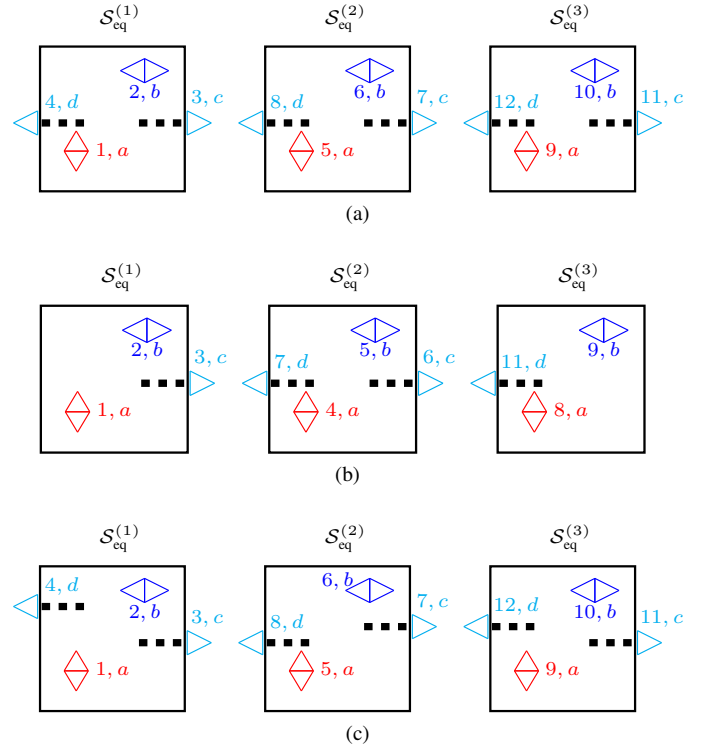 𝒮_eq^(1) 𝒮_eq^(2) 𝒮_eq^(3)
4, d 2, b 3, c 8, d 6, b 7, c 12, d 10, b 11, c
1, a 5, a 9, a
(a)
𝒮_eq^(1) 𝒮_eq^(2) 𝒮_eq^(3)
2, b 3, c 7, d 5, b 6, c 11, d 9, b
1, a 4, a 8, a
(b)
𝒮_eq^(1) 𝒮_eq^(2) 𝒮_eq^(3)
4, d 2, b 3, c 8, d 6, b 7, c 12, d 10, b 11, c
1, a 5, a 9, a
(c)